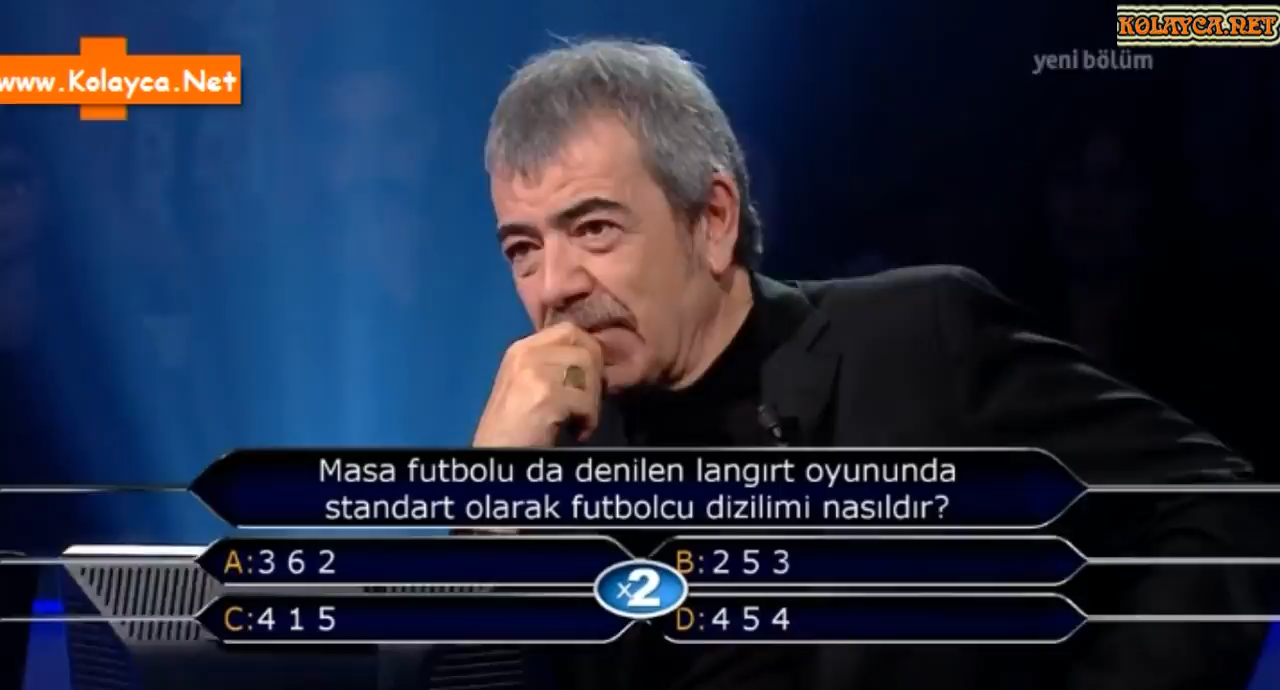 KOLAYCA.NET
www.Kolayca.Net
yeni bölüm
Masa futbolu da denilen langırt oyununda
standart olarak futbolcu dizilimi nasıldır?
A:3 6 2
B:2 5 3
x2
C:4 1 5
D:4 5 4